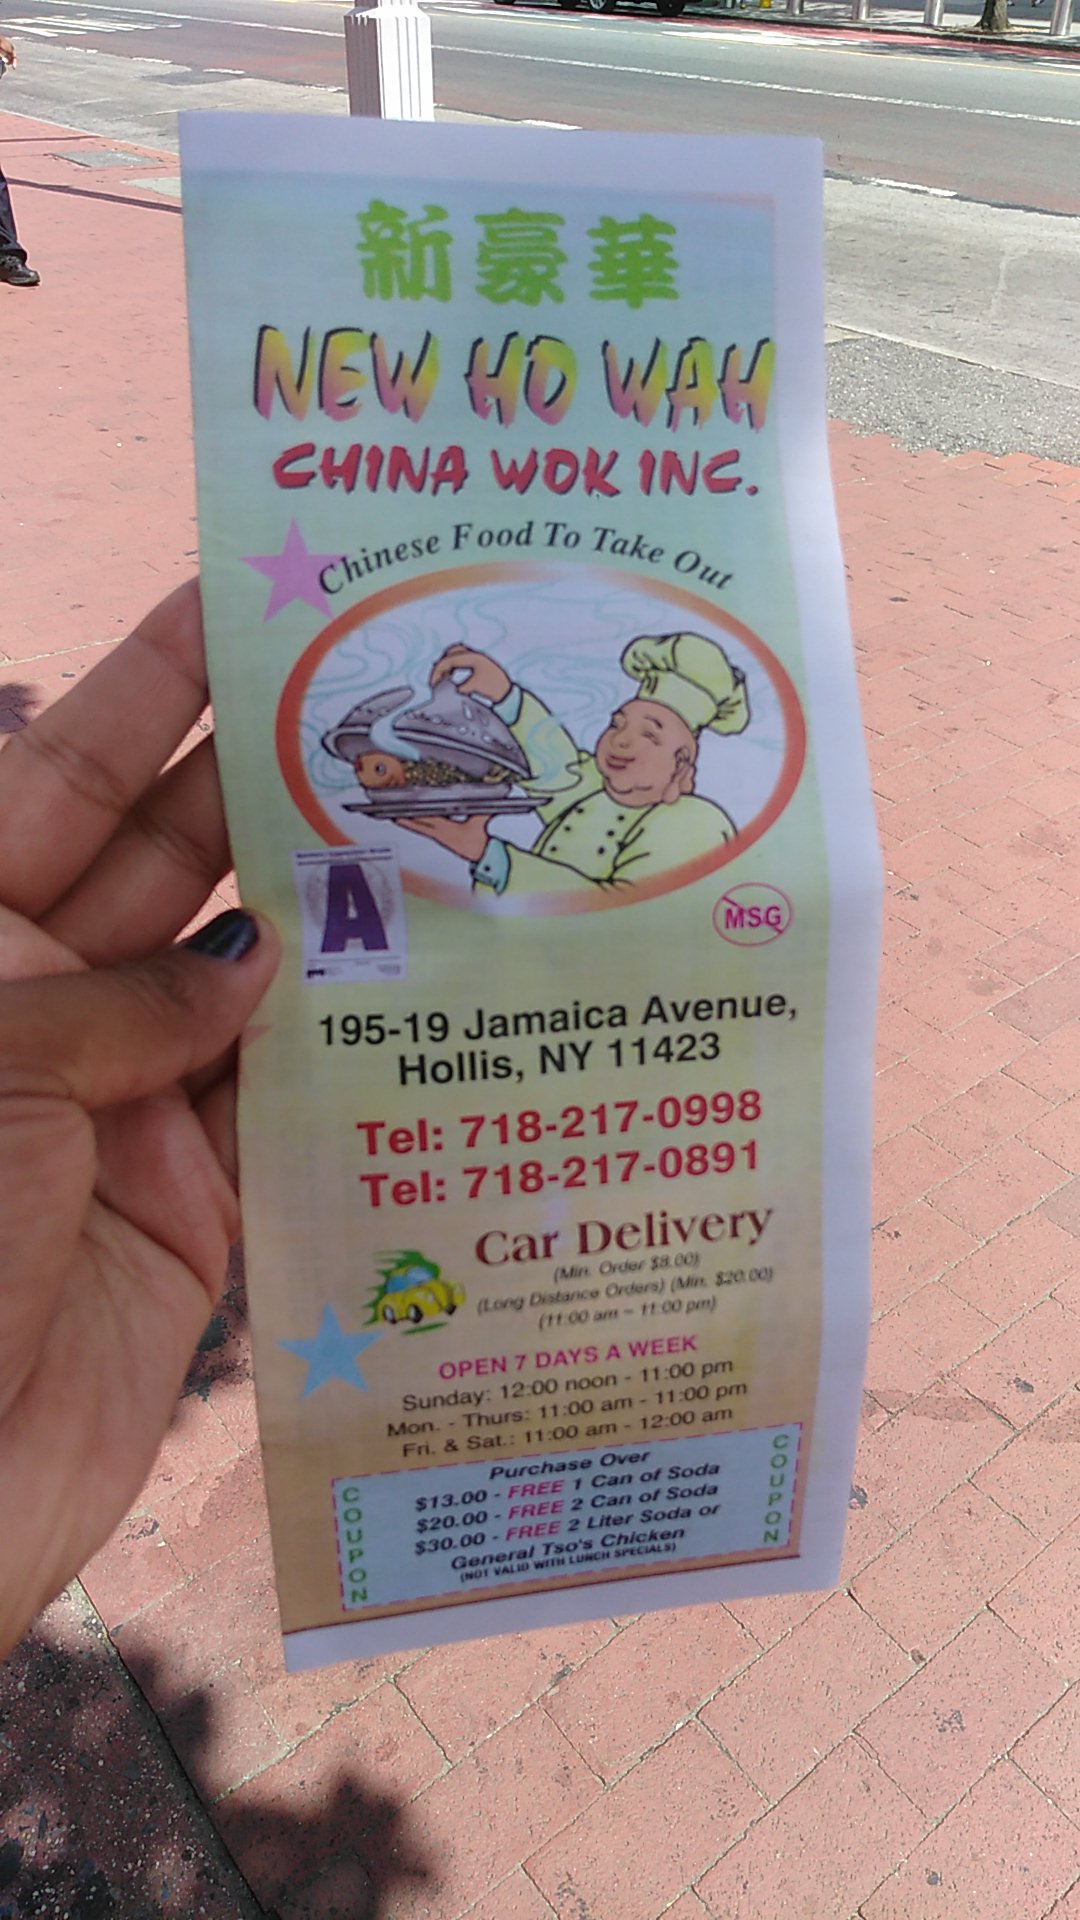 新豪華
NEW HO WAH
CHINA WOK INC.
Chinese Food To Take Out
A
MSG
195-19 Jamaica Avenue,
Hollis, NY 11423
Tel: 718-217-0998
Tel: 718-217-0891
Car Delivery
(Min. Order $8.00)
(Long Distance Orders) (Min. $20.00)
(11:00 am ~ 11:00 pm)
OPEN 7 DAYS A WEEK
Sunday: 12:00 noon - 11:00 pm
Mon. - Thurs: 11:00 am - 11:00 pm
Fri. & Sat.: 11:00 am - 12:00 am
COUPON
Purchase Over
$13.00 - FREE 1 Can of Soda
$20.00 - FREE 2 Can of Soda
$30.00 - FREE 2 Liter Soda or
General Tso's Chicken
(NOT VALID WITH LUNCH SPECIALS)
COUPON